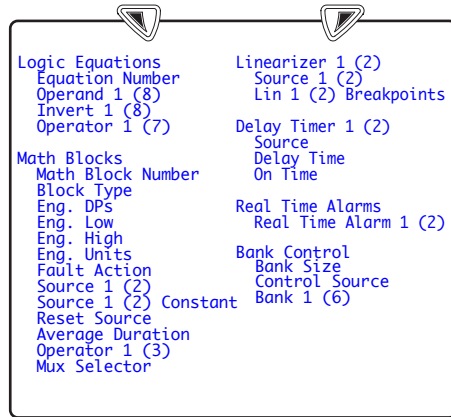 Logic Equations
Equation Number
Operand 1 (8)
Invert 1 (8)
Operator 1 (7)
Math Blocks
Math Block Number
Block Type
Eng. DPs
Eng. Low
Eng. High
Eng. Units
Fault Action
Source 1 (2)
Source 1 (2) Constant
Reset Source
Average Duration
Operator 1 (3)
Mux Selector
Linearizer 1 (2)
Source 1 (2)
Lin 1 (2) Breakpoints
Delay Timer 1 (2)
Source
Delay Time
On Time
Real Time Alarms
Real Time Alarm 1 (2)
Bank Control
Bank Size
Control Source
Bank 1 (6)